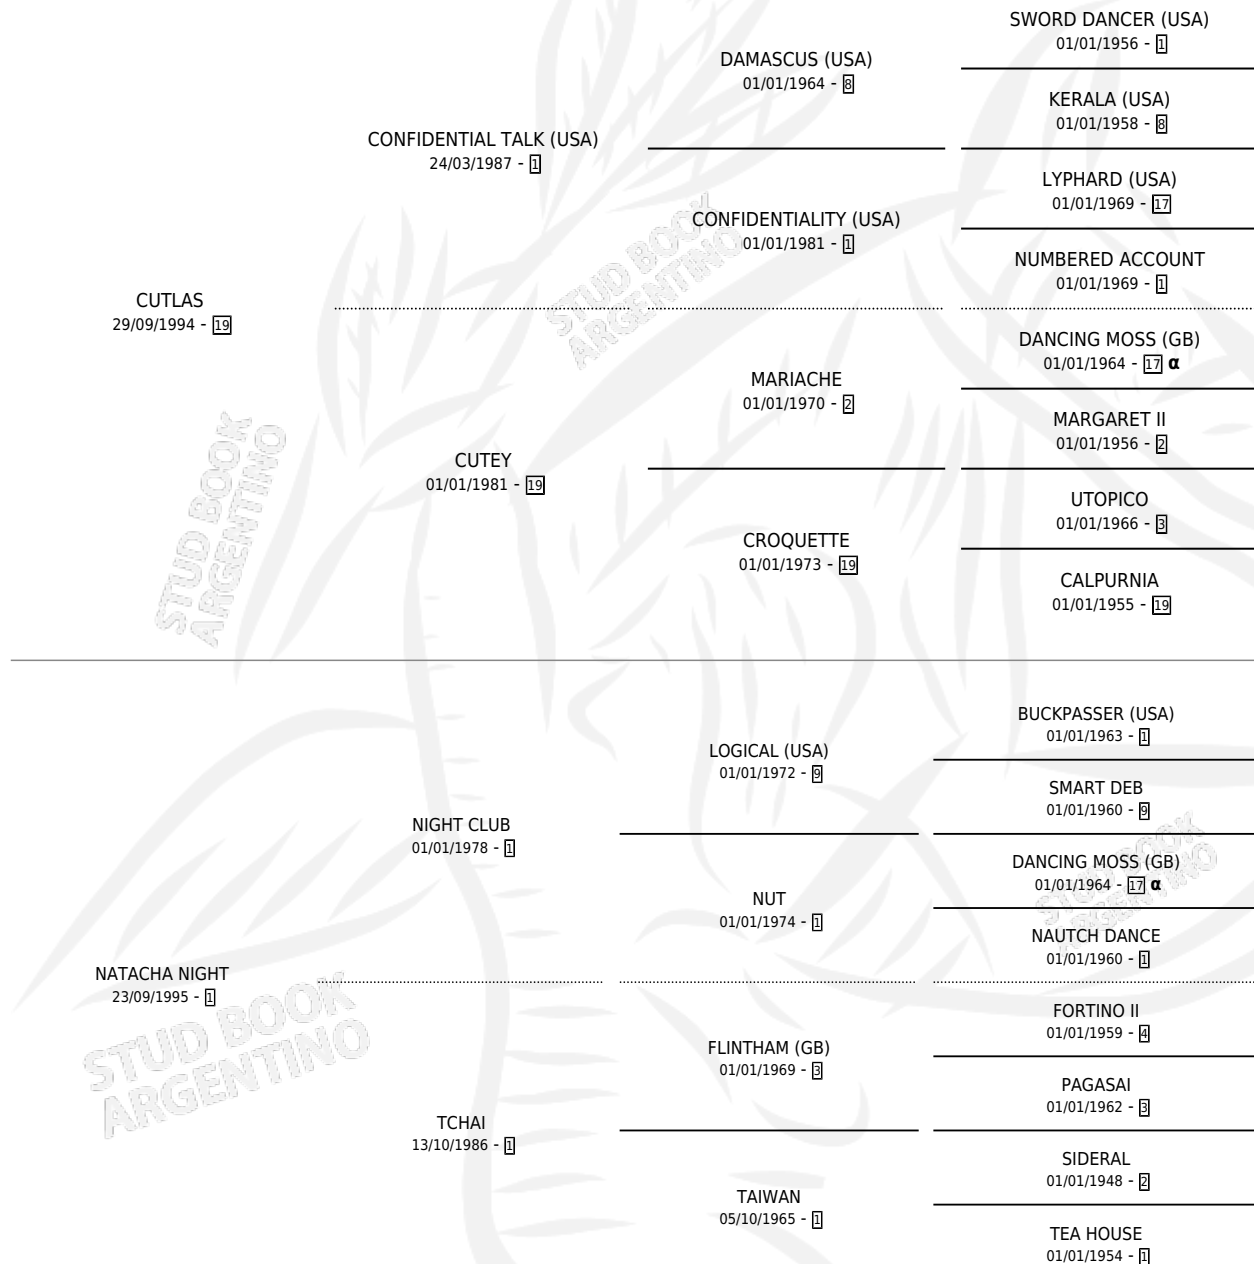 SWORD DANCER (USA)
01/01/1956 - 1
DAMASCUS (USA)
01/01/1964 - 8
KERALA (USA)
01/01/1958 - 8
CONFIDENTIAL TALK (USA)
24/03/1987 - 1
LYPHARD (USA)
01/01/1969 - 17
CONFIDENTIALITY (USA)
01/01/1981 - 1
NUMBERED ACCOUNT
01/01/1969 - 1
CUTLAS
29/09/1994 - 19
DANCING MOSS (GB)
01/01/1964 - 17 α
MARIACHE
01/01/1970 - 2
MARGARET II
01/01/1956 - 2
CUTEY
01/01/1981 - 19
UTOPICO
01/01/1966 - 3
CROQUETTE
01/01/1973 - 19
CALPURNIA
01/01/1955 - 19
BUCKPASSER (USA)
01/01/1963 - 1
LOGICAL (USA)
01/01/1972 - 9
SMART DEB
01/01/1960 - 9
NIGHT CLUB
01/01/1978 - 1
DANCING MOSS (GB)
01/01/1964 - 17 α
NUT
01/01/1974 - 1
NAUTCH DANCE
01/01/1960 - 1
NATACHA NIGHT
23/09/1995 - 1
FORTINO II
01/01/1959 - 4
FLINTHAM (GB)
01/01/1969 - 3
PAGASAI
01/01/1962 - 3
TCHAI
13/10/1986 - 1
SIDERAL
01/01/1948 - 2
TAIWAN
05/10/1965 - 1
TEA HOUSE
01/01/1954 - 1
STUD BOOK
ARGENTINO
STUD BOOK
ARGENTINO
STUD BOOK
ARGENTINO
STUD BOOK
ARGENTINO